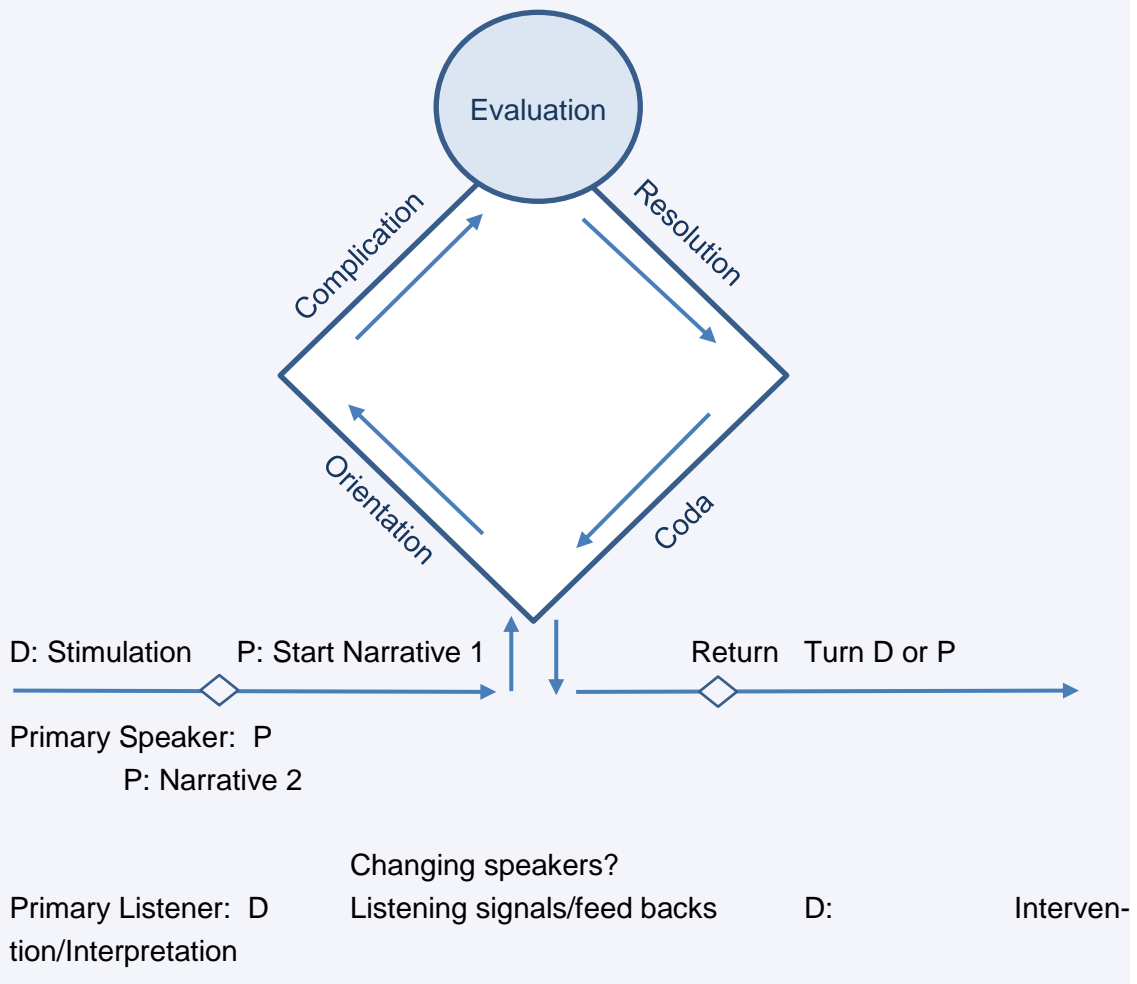 Evaluation
Complication
Resolution
Orientation
Coda
D: Stimulation P: Start Narrative 1 Return Turn D or P
Primary Speaker: P
P: Narrative 2
Changing speakers?
Primary Listener: D Listening signals/feed backs D: Interven-
tion/Interpretation